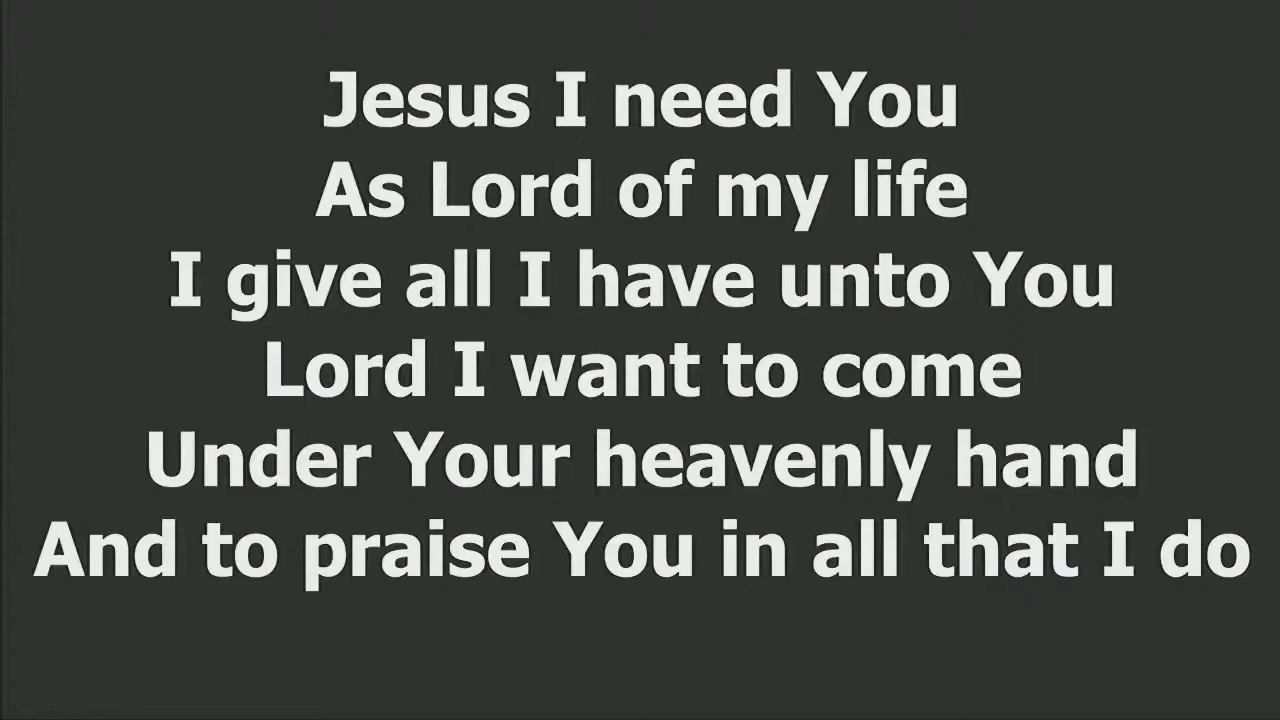 Jesus I need You
As Lord of my life
I give all I have unto You
Lord I want to come
Under Your heavenly hand
And to praise You in all that I do